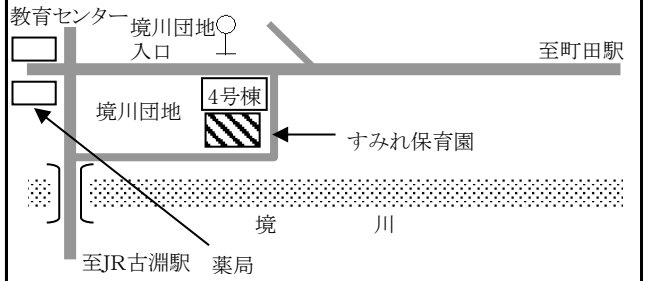 教育センター
境川団地
入口
至町田駅
4号棟
境川団地
すみれ保育園
境 川
至JR古淵駅
薬局